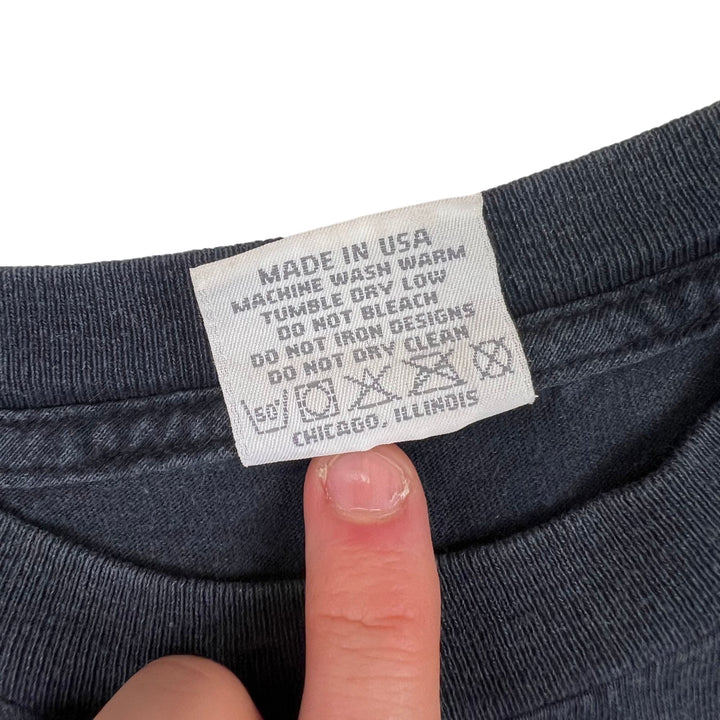 MADE IN USA
MACHINE WASH WARM
TUMBLE DRY LOW
DO NOT BLEACH
DO NOT IRON DESIGNS
DO NOT DRY CLEAN
50
CHICAGO, ILLINOIS